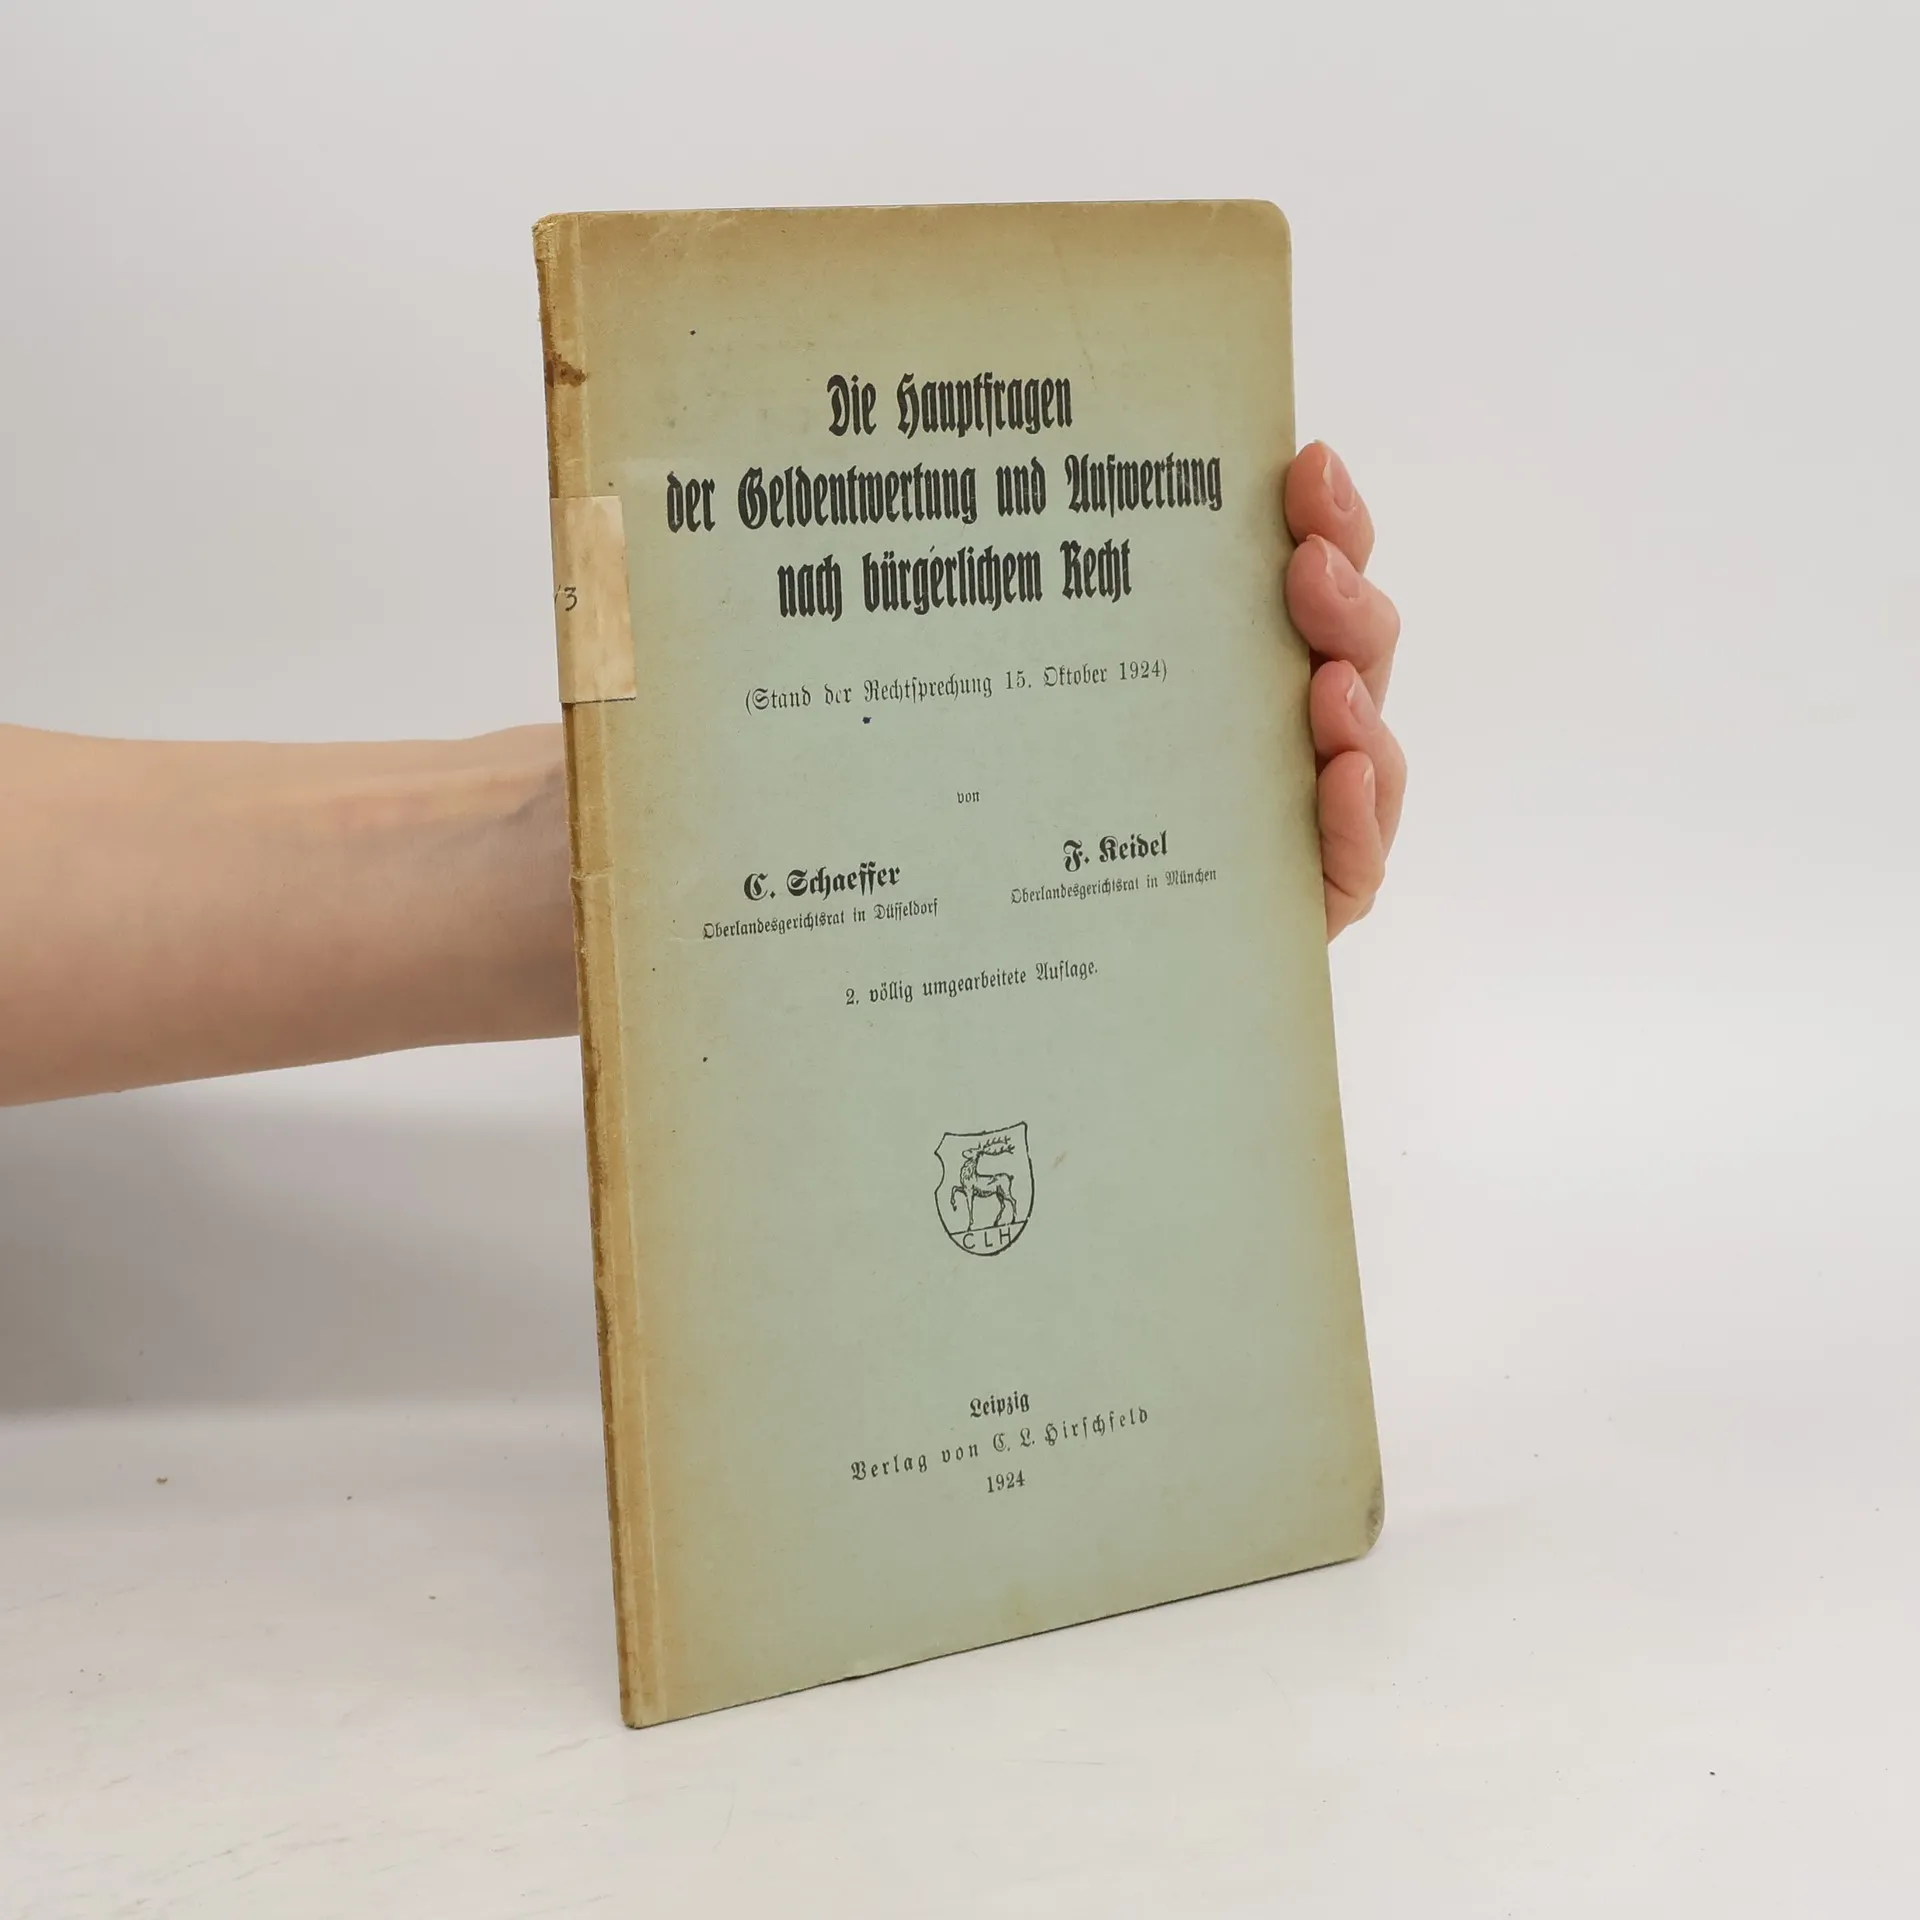 Die Hauptfragen
der Geldentwertung und Aufwertung
nach bürgerlichem Recht
(Stand der Rechtsprechung 15. Oktober 1924)
von
C. Schaeffer
Oberlandesgerichtsrat in Düsseldorf
F. Keidel
Oberlandesgerichtsrat in München
2. völlig umgearbeitete Auflage.
CLH
Leipzig
Verlag von C. L. Hirschfeld
1924